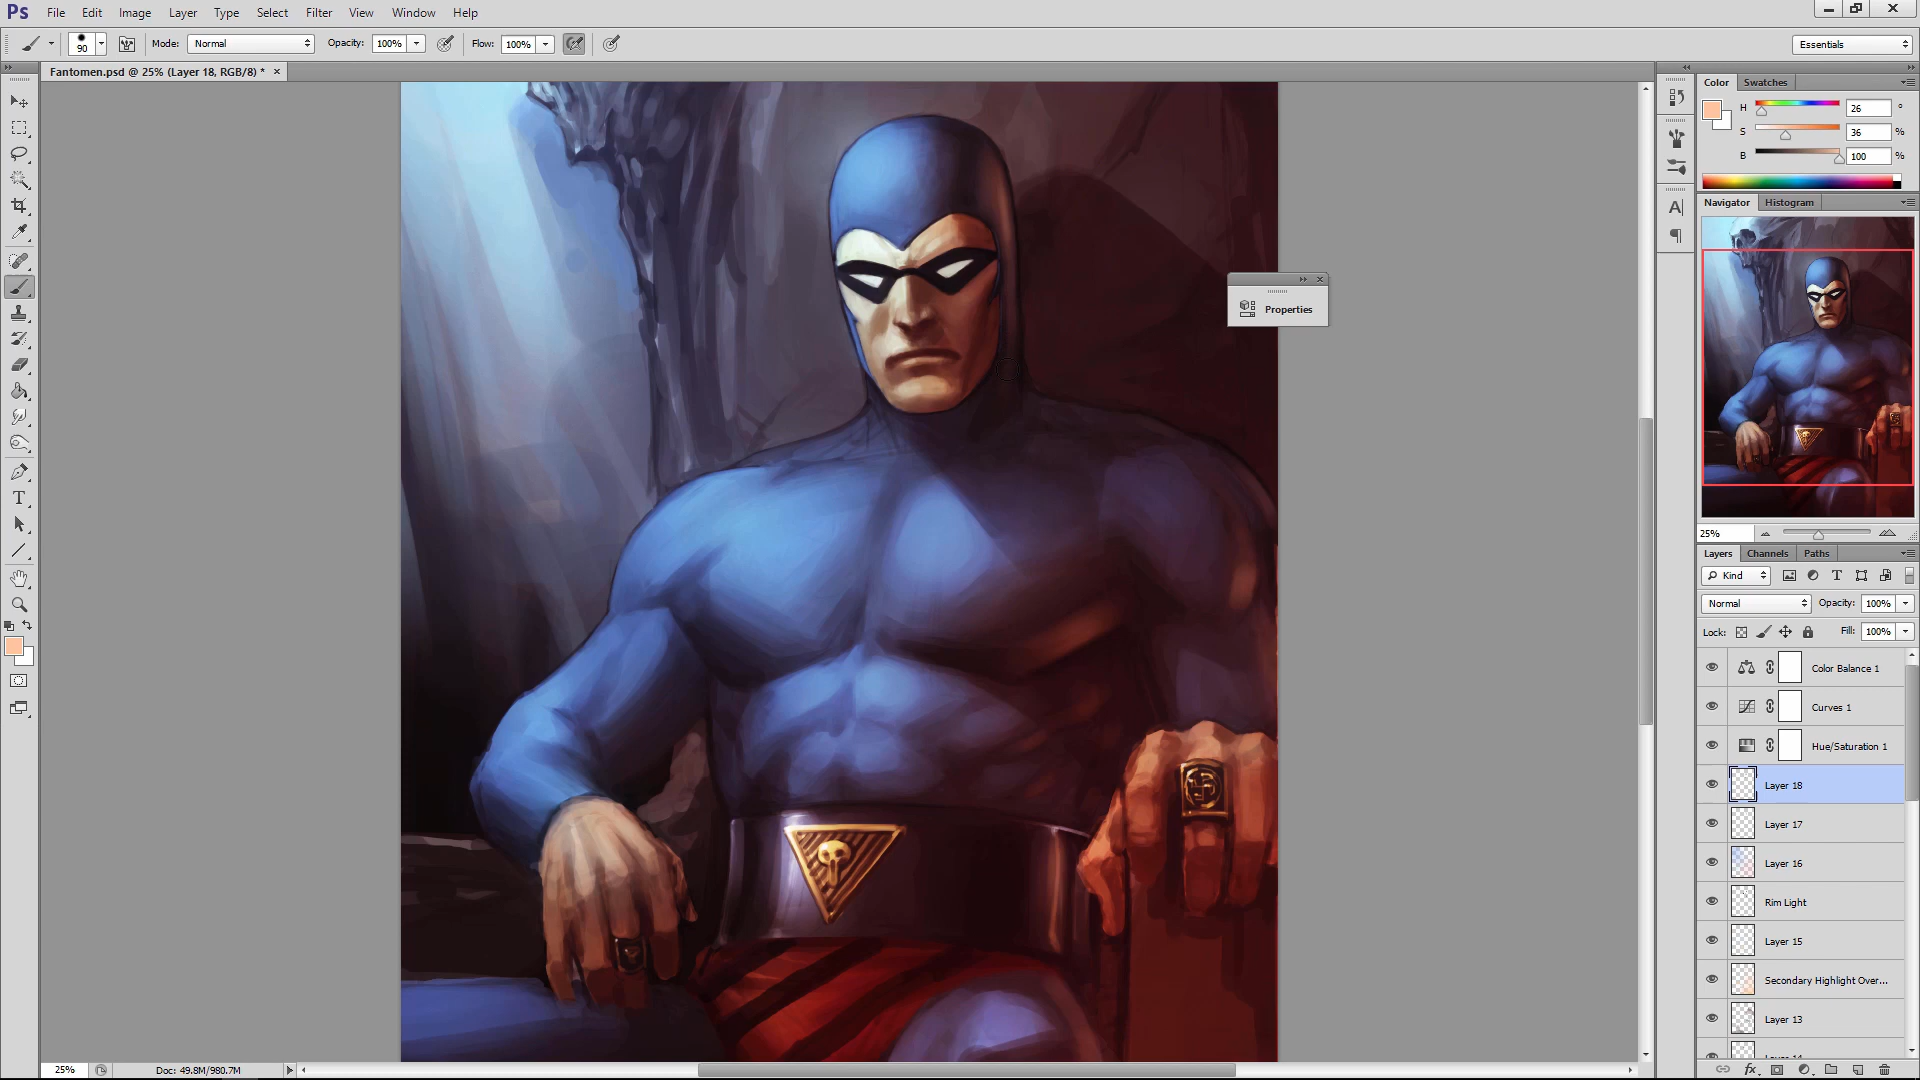 Ps File Edit Image Layer Type Select Filter View Window Help
90 Mode: Normal Opacity: 100% Flow: 100% Essentials
Fantomen.psd @ 25% (Layer 18, RGB/8) * ×
Color Swatches
H 26 °
S 36 %
B 100 %
Navigator Histogram
Properties
25%
Layers Channels Paths
Kind
Normal Opacity: 100%
Lock: Fill: 100%
Color Balance 1
Curves 1
Hue/Saturation 1
Layer 18
Layer 17
Layer 16
Rim Light
Layer 15
Secondary Highlight Over...
Layer 13
25% Doc: 49.8M/980.7M